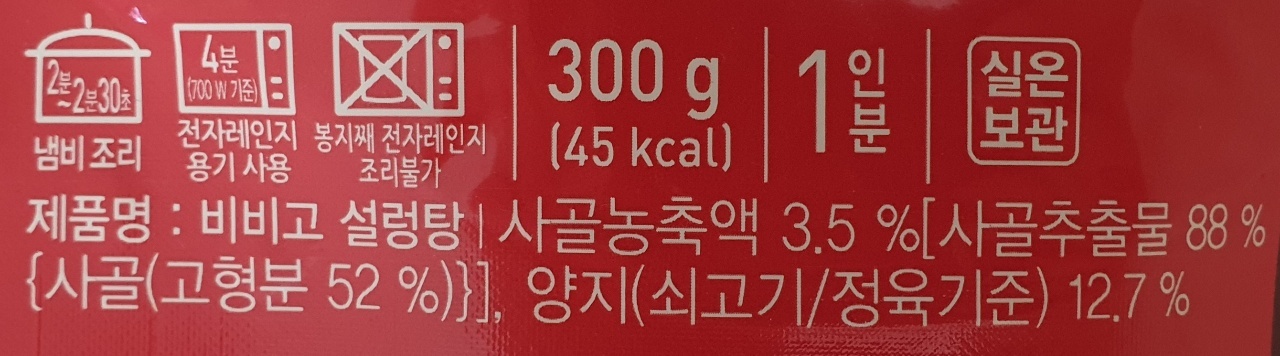 2분~2분30초
냄비 조리
4분
(700 W 기준)
전자레인지
용기 사용
봉지째 전자레인지
조리불가
300 g
(45 kcal)
1인분
실온
보관
제품명 : 비비고 설렁탕 | 사골농축액 3.5 %[사골추출물 88 %
{사골(고형분 52 %)}], 양지(쇠고기/정육기준) 12.7 %